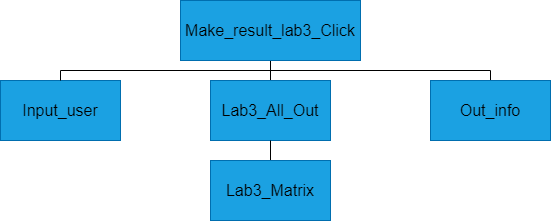 Make_result_lab3_Click
Input_user
Lab3_All_Out
Out_info
Lab3_Matrix